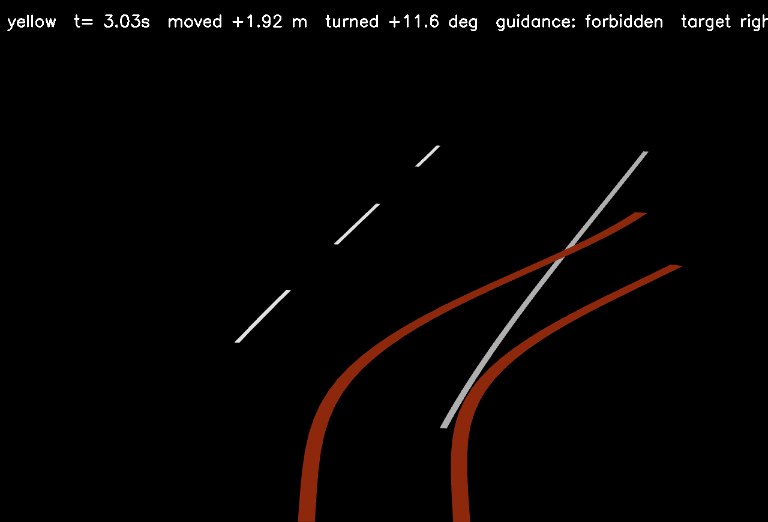 yellow t= 3.03s moved +1.92 m turned +11.6 deg guidance: forbidden target righ